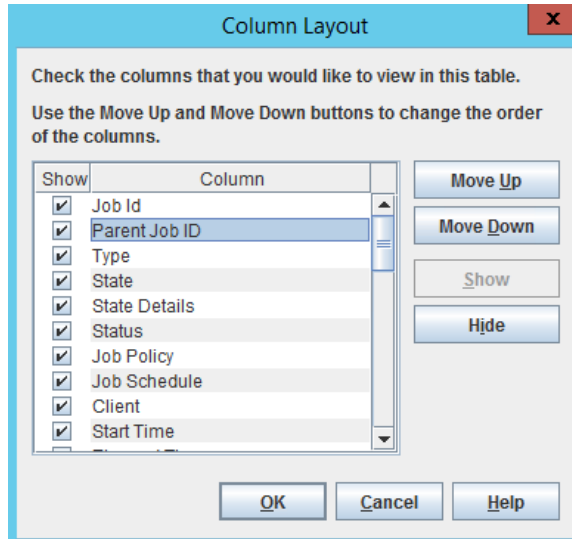 Column Layout
x
Check the columns that you would like to view in this table.
Use the Move Up and Move Down buttons to change the order
of the columns.
Show Column
Job Id
Parent Job ID
Type
State
State Details
Status
Job Policy
Job Schedule
Client
Start Time
Move Up
Move Down
Show
Hide
OK Cancel Help